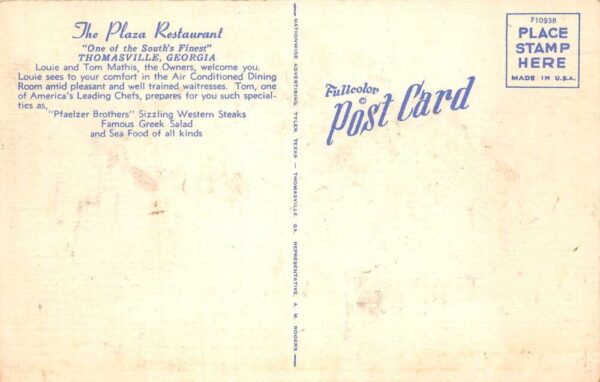 The Plaza Restaurant
"One of the South's Finest"
THOMASVILLE, GEORGIA
Louie and Tom Mathis, the Owners, welcome you.
Louie sees to your comfort in the Air Conditioned Dining
Room amid pleasant and well trained waitresses. Tom, one
of America's Leading Chefs, prepares for you such special-
ties as,
"Pfaelzer Brothers" Sizzling Western Steaks
Famous Greek Salad
and Sea Food of all kinds
NATIONWIDE ADVERTISING, TYLER, TEXAS — THOMASVILLE, GA. REPRESENTATIVE, A. M. ROGERS
Fullcolor
Post Card
©
F10938
PLACE
STAMP
HERE
MADE IN U.S.A.